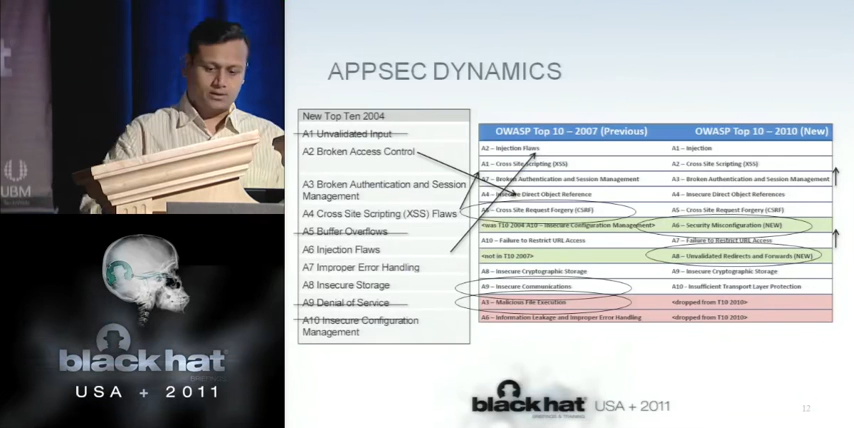 APPSEC DYNAMICS
New Top Ten 2004
A1 Unvalidated Input
A2 Broken Access Control
A3 Broken Authentication and Session
Management
A4 Cross Site Scripting (XSS) Flaws
A5 Buffer Overflows
A6 Injection Flaws
A7 Improper Error Handling
A8 Insecure Storage
A9 Denial of Service
A10 Insecure Configuration
Management
OWASP Top 10 – 2007 (Previous) OWASP Top 10 – 2010 (New)
A2 – Injection Flaws A1 – Injection
A1 – Cross Site Scripting (XSS) A2 – Cross Site Scripting (XSS)
A7 – Broken Authentication and Session Management A3 – Broken Authentication and Session Management
A4 – Insecure Direct Object Reference A4 – Insecure Direct Object References
A5 – Cross Site Request Forgery (CSRF) A5 – Cross Site Request Forgery (CSRF)
<was T10 2004 A10 – Insecure Configuration Management> A6 – Security Misconfiguration (NEW)
A10 – Failure to Restrict URL Access A7 – Failure to Restrict URL Access
<not in T10 2007> A8 – Unvalidated Redirects and Forwards (NEW)
A8 – Insecure Cryptographic Storage A9 – Insecure Cryptographic Storage
A9 – Insecure Communications A10 – Insufficient Transport Layer Protection
A3 – Malicious File Execution <dropped from T10 2010>
A6 – Information Leakage and Improper Error Handling <dropped from T10 2010>
UBM
black hat
USA + 2011
black hat
USA + 2011
12